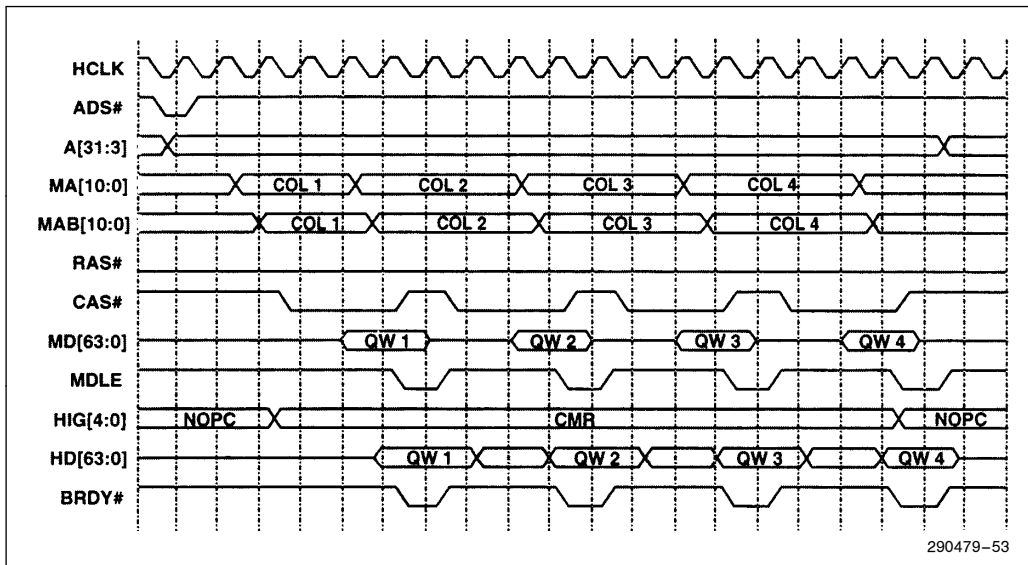 HCLK
ADS#
A[31:3]
MA[10:0] COL 1 COL 2 COL 3 COL 4
MAB[10:0] COL 1 COL 2 COL 3 COL 4
RAS#
CAS#
MD[63:0] QW 1 QW 2 QW 3 QW 4
MDLE
HIG[4:0] NOPC CMR NOPC
HD[63:0] QW 1 QW 2 QW 3 QW 4
BRDY#
290479–53